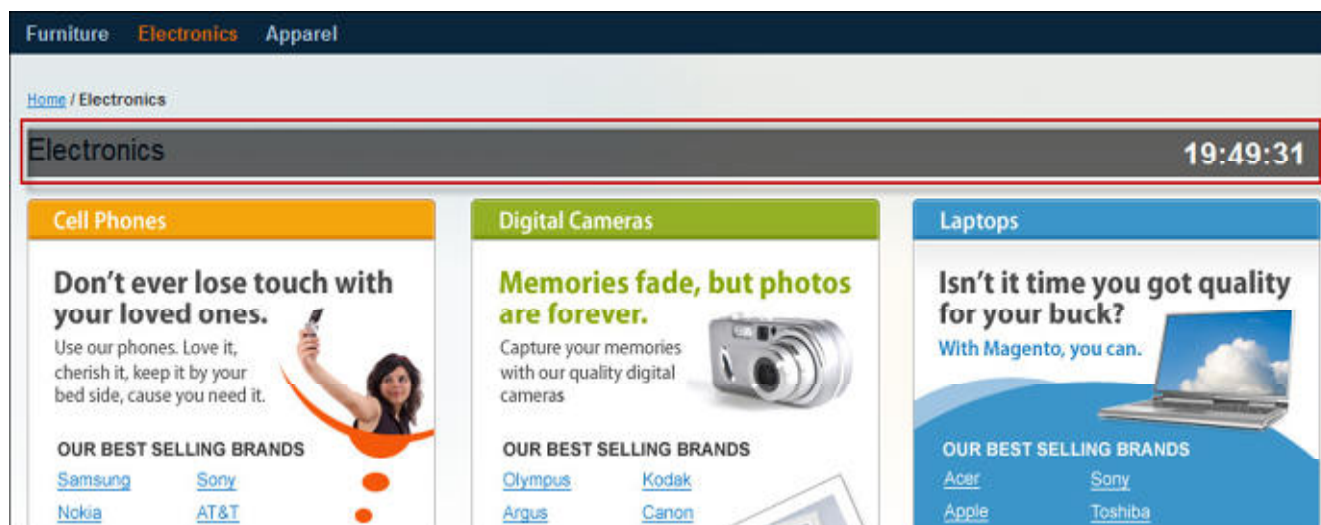 Furniture Electronics Apparel
Home / Electronics
Electronics 19:49:31
Cell Phones
Don't ever lose touch with
your loved ones.
Use our phones. Love it,
cherish it, keep it by your
bed side, cause you need it.
OUR BEST SELLING BRANDS
Samsung Sony
Nokia AT&T
Digital Cameras
Memories fade, but photos
are forever.
Capture your memories
with our quality digital
cameras
OUR BEST SELLING BRANDS
Olympus Kodak
Argus Canon
Laptops
Isn't it time you got quality
for your buck?
With Magento, you can.
OUR BEST SELLING BRANDS
Acer Sony
Apple Toshiba